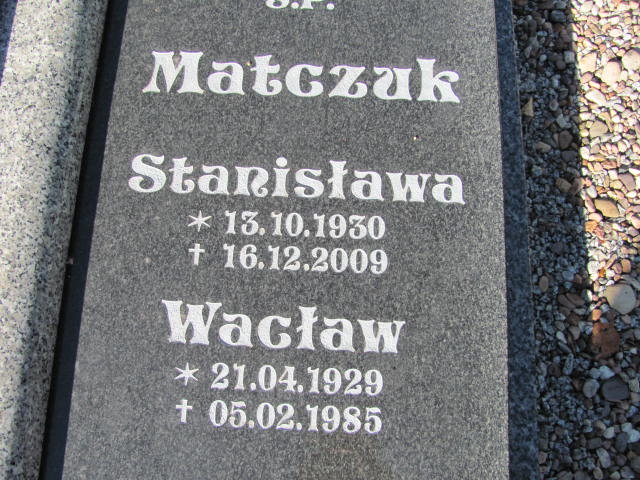 Ś.P.
Matczuk
Stanisława
* 13.10.1930
† 16.12.2009
Wacław
* 21.04.1929
† 05.02.1985